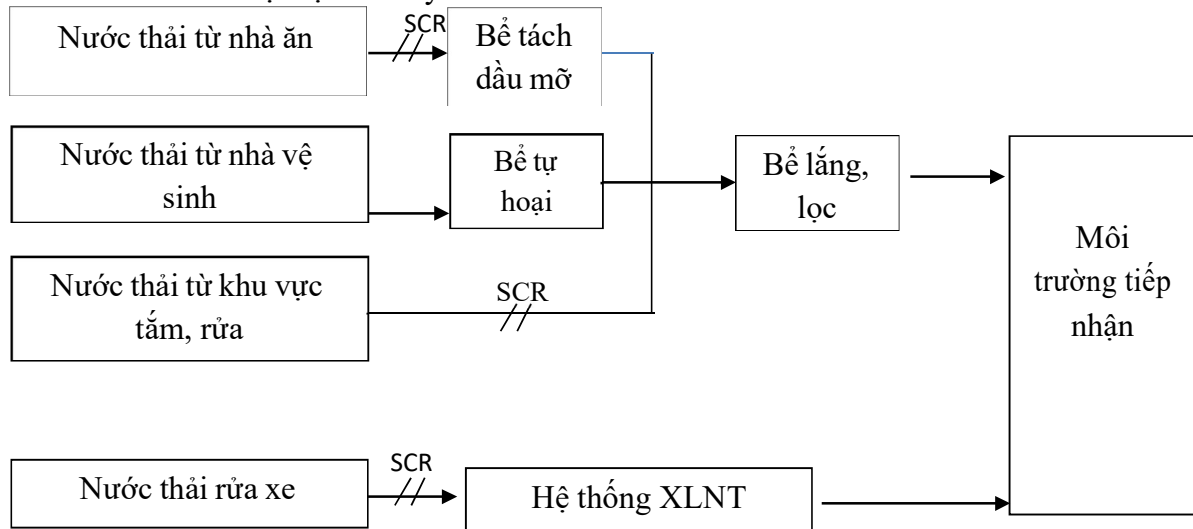 Nước thải từ nhà ăn
SCR
Bể tách
dầu mỡ
Nước thải từ nhà vệ
sinh
Bể tự
hoại
Bể lắng,
lọc
Môi
trường tiếp
nhận
Nước thải từ khu vực
tắm, rửa
SCR
Nước thải rửa xe
SCR
Hệ thống XLNT